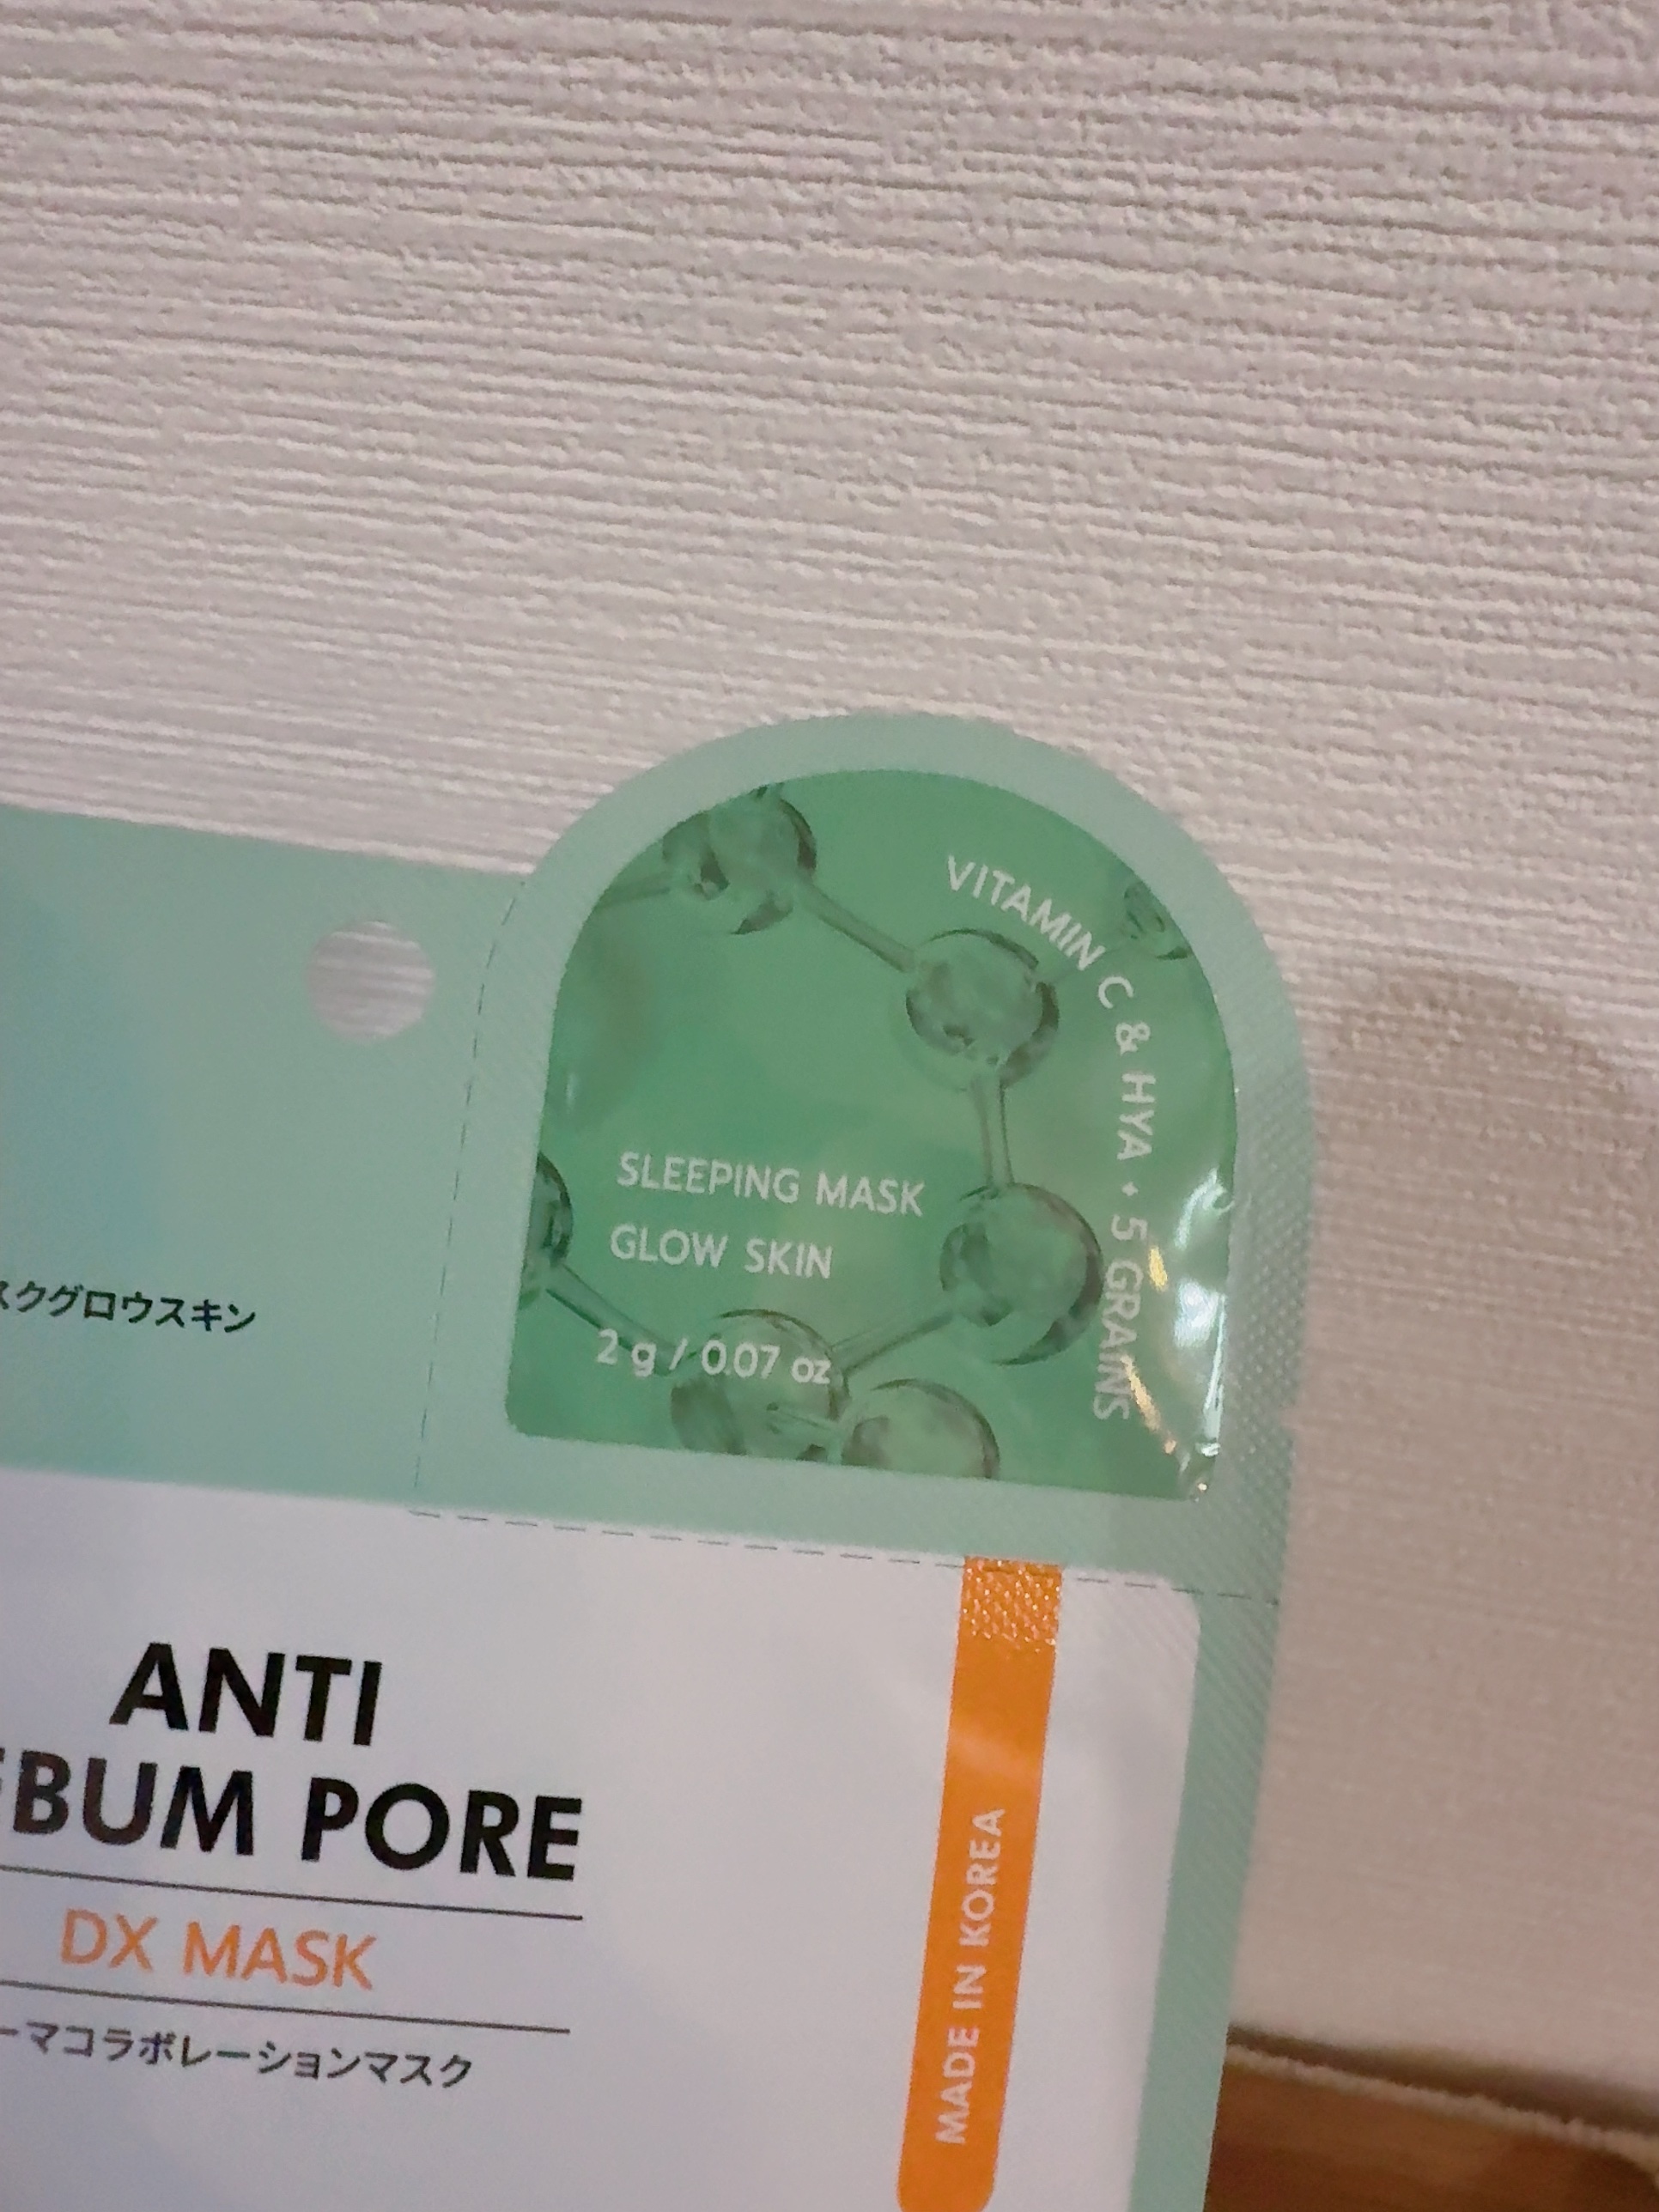 VITAMIN C & HYA + 5 GRAINS
SLEEPING MASK
GLOW SKIN
2 g / 0.07 oz
スクグロウスキン
ANTI
EBUM PORE
DX MASK
ーマコラボレーションマスク
MADE IN KOREA